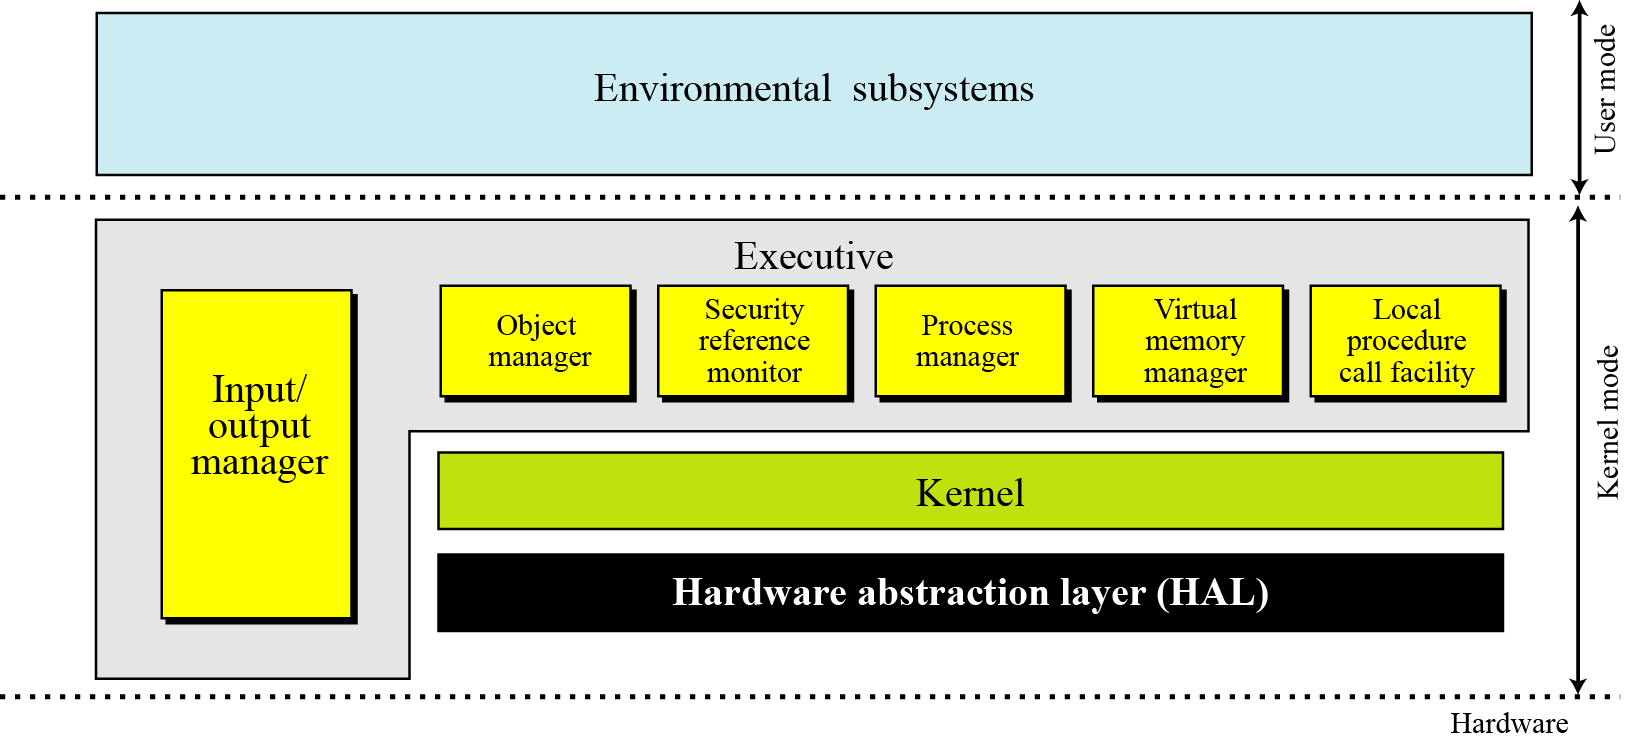 Environmental subsystems
User mode
Executive
Input/
output
manager
Object
manager
Security
reference
monitor
Process
manager
Virtual
memory
manager
Local
procedure
call facility
Kernel
Hardware abstraction layer (HAL)
Kernel mode
Hardware